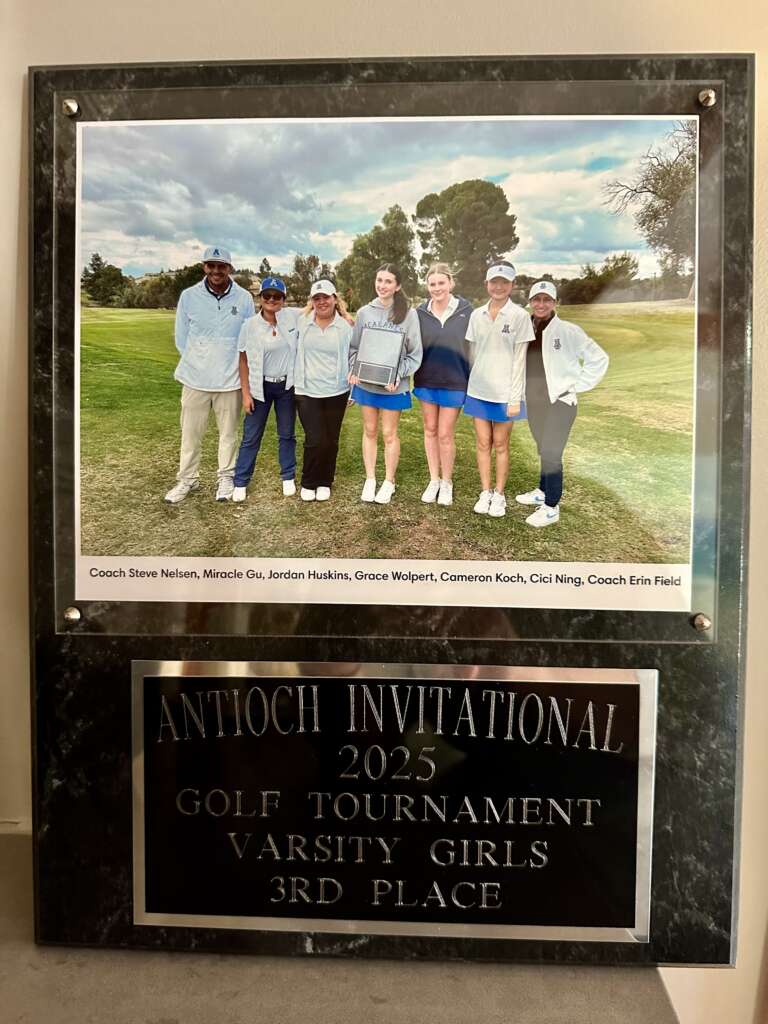 A
A
ACALANES
Coach Steve Nelsen, Miracle Gu, Jordan Huskins, Grace Wolpert, Cameron Koch, Cici Ning, Coach Erin Field
ANTIOCH INVITATIONAL
2025
GOLF TOURNAMENT
VARSITY GIRLS
3RD PLACE